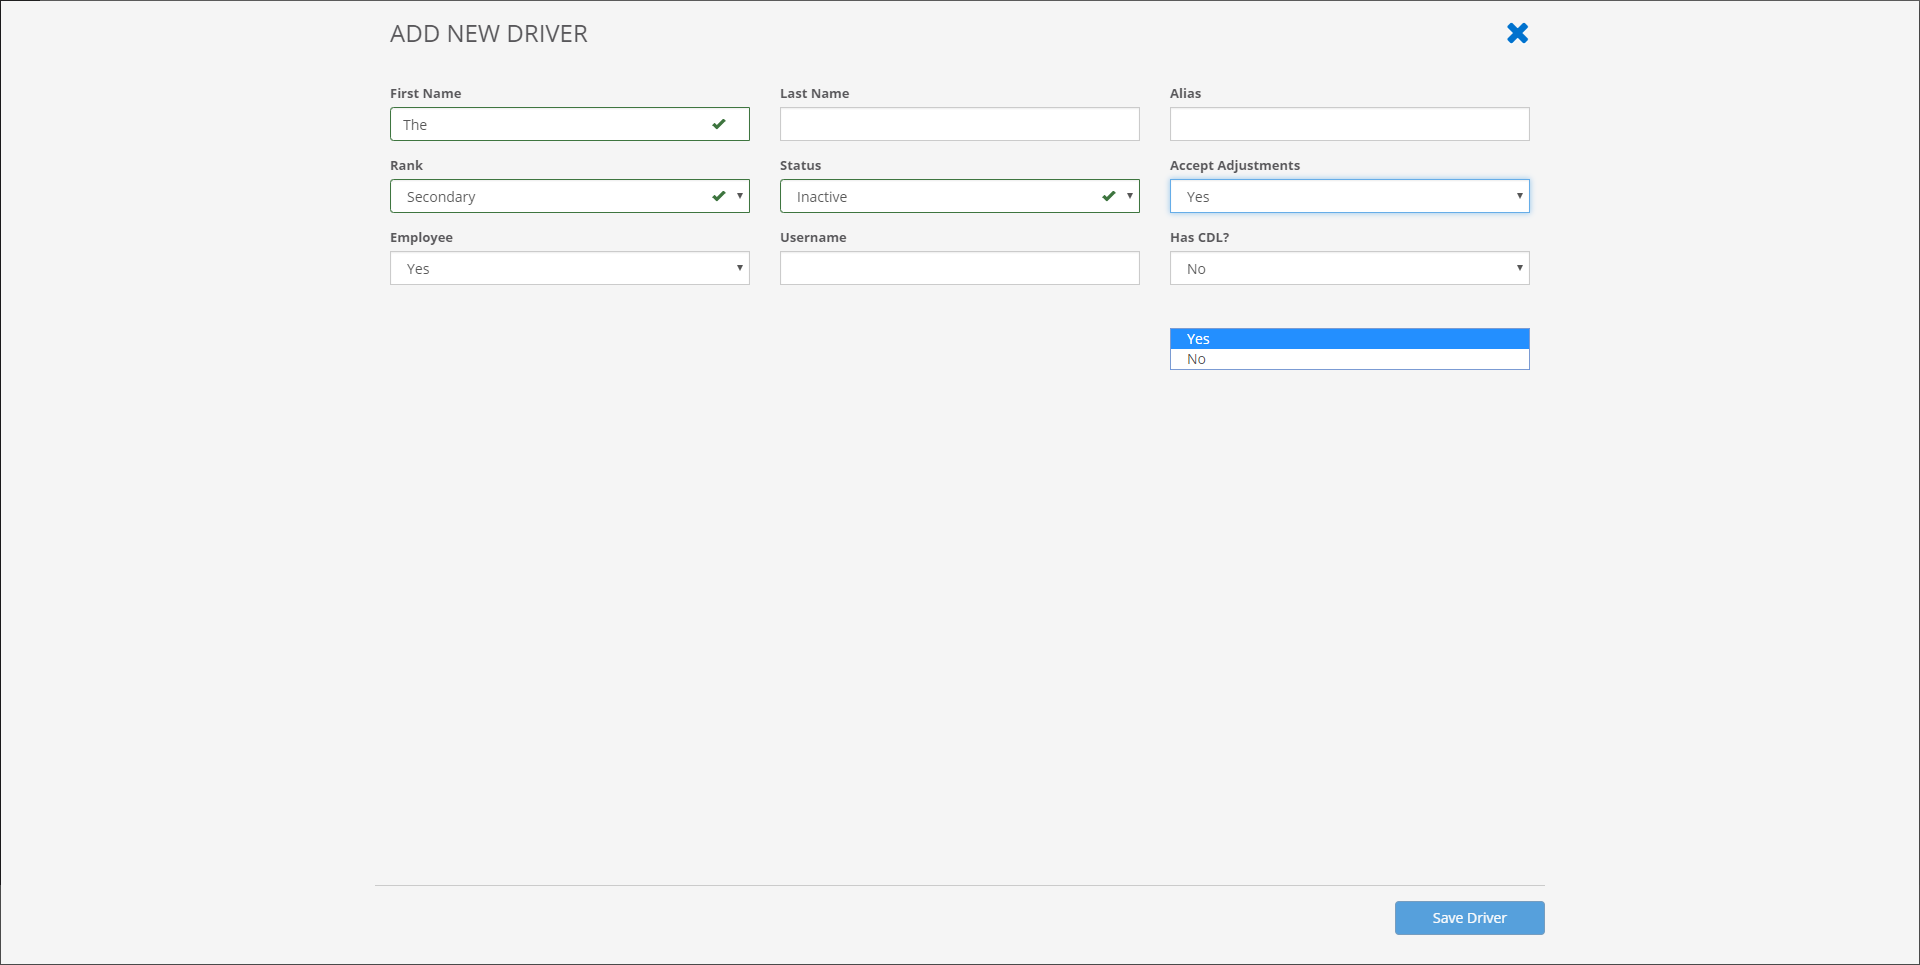 ADD NEW DRIVER
First Name
Last Name
Alias
The
Rank
Status
Accept Adjustments
Secondary
Inactive
Yes
Employee
Username
Has CDL?
Yes
No
Yes
No
Save Driver